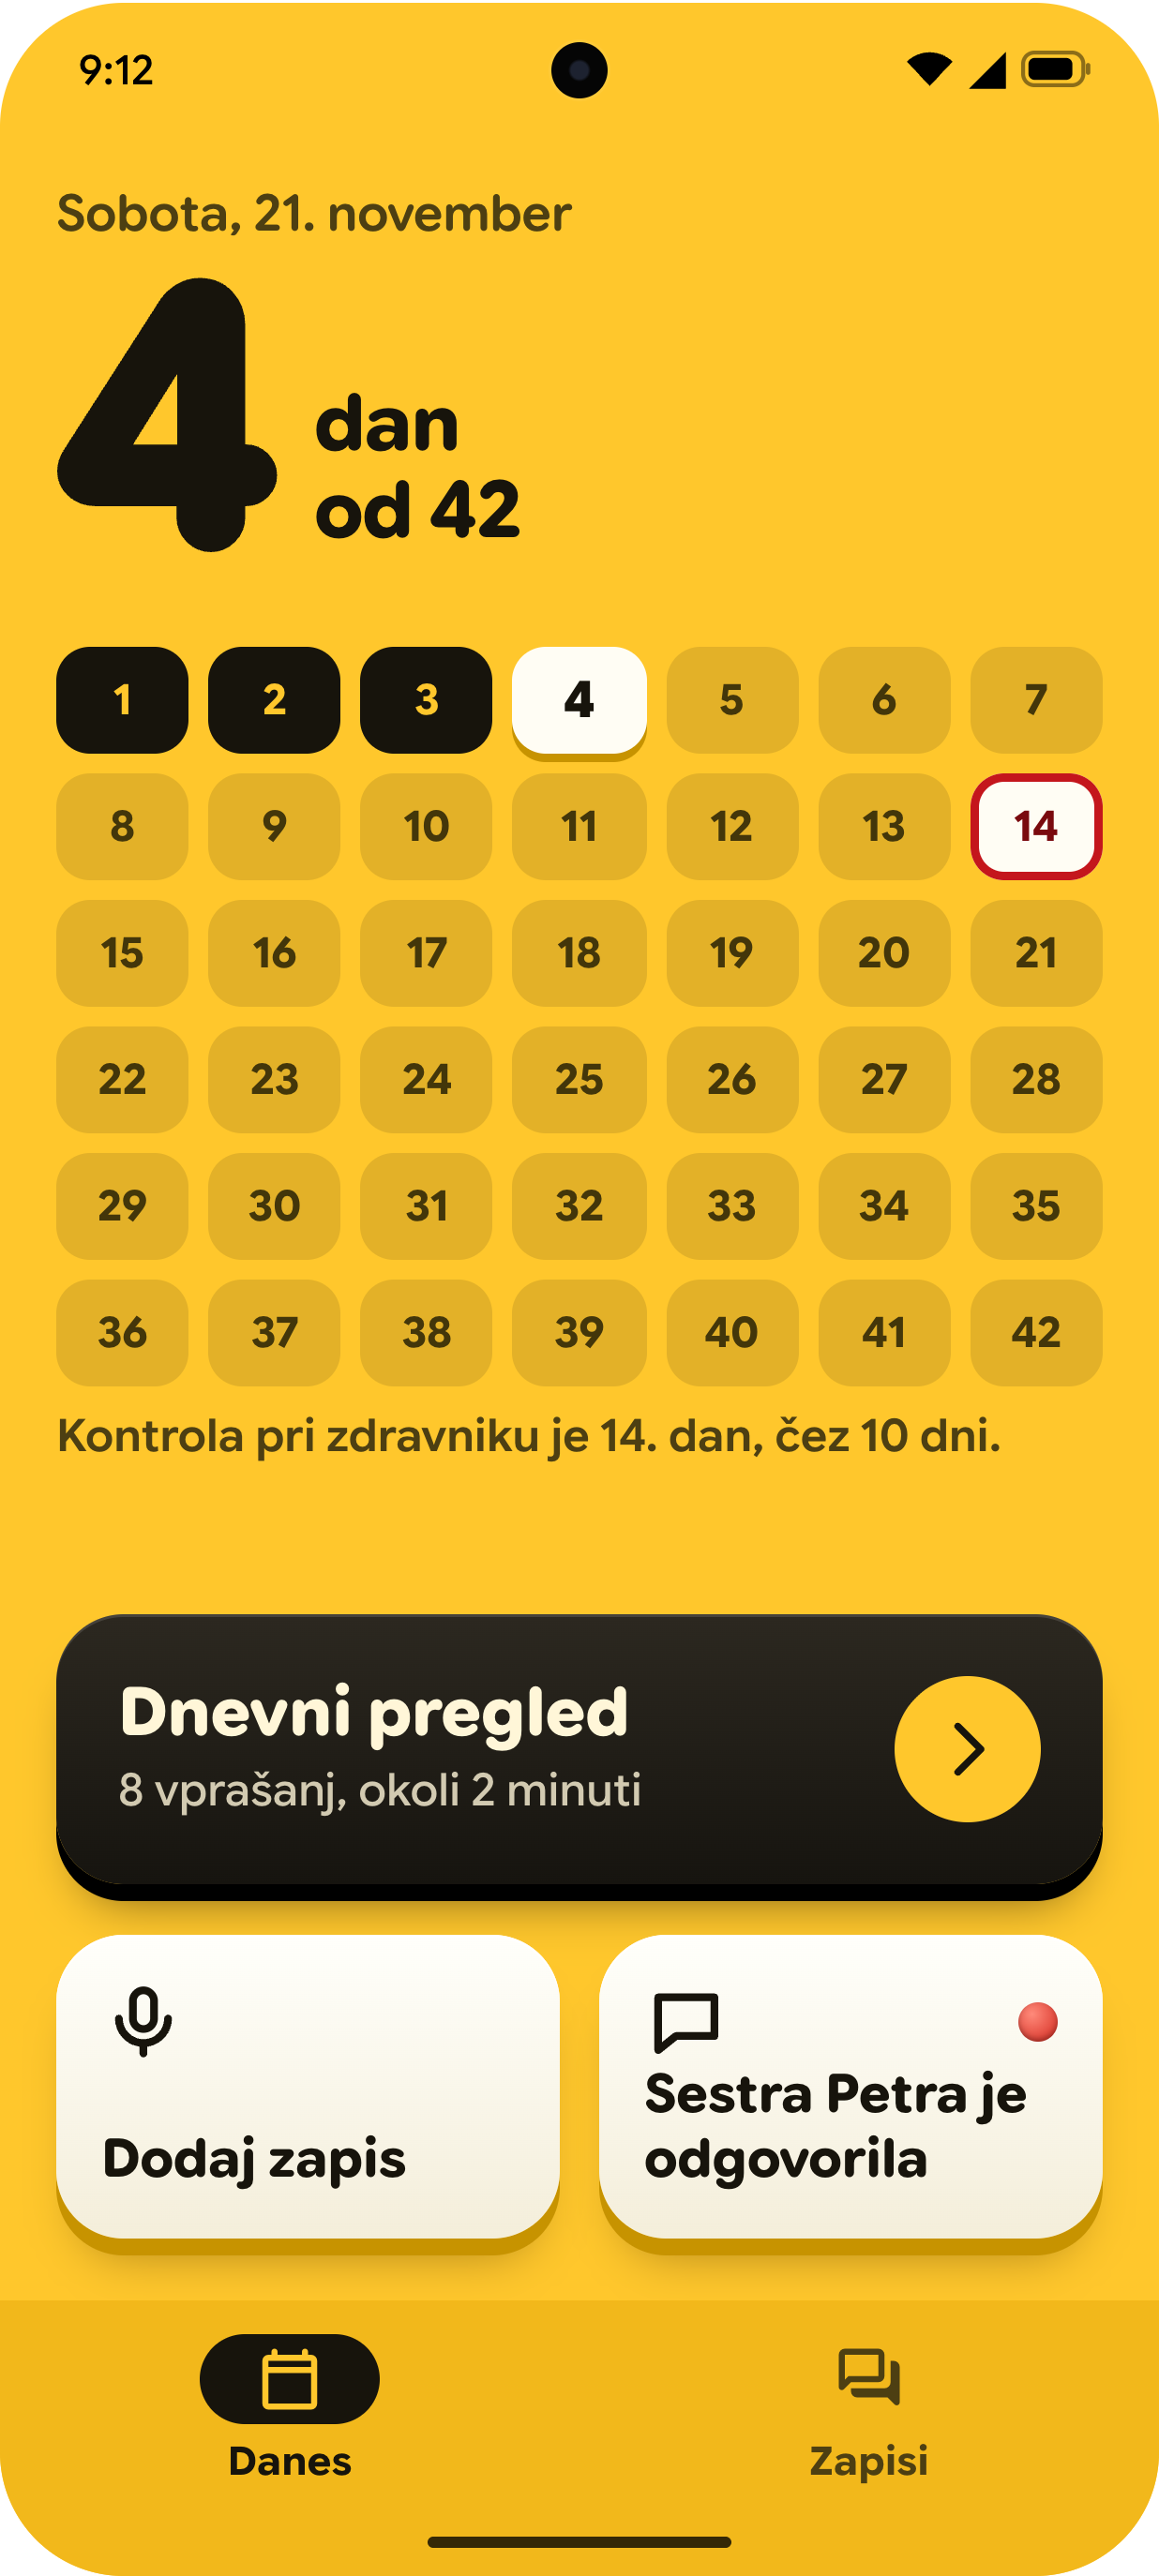 9:12
Sobota, 21. november
4
dan
od 42
1 2 3 4 5 6 7
8 9 10 11 12 13 14
15 16 17 18 19 20 21
22 23 24 25 26 27 28
29 30 31 32 33 34 35
36 37 38 39 40 41 42
Kontrola pri zdravniku je 14. dan, čez 10 dni.
Dnevni pregled
8 vprašanj, okoli 2 minuti
Dodaj zapis
Sestra Petra je
odgovorila
Danes
Zapisi